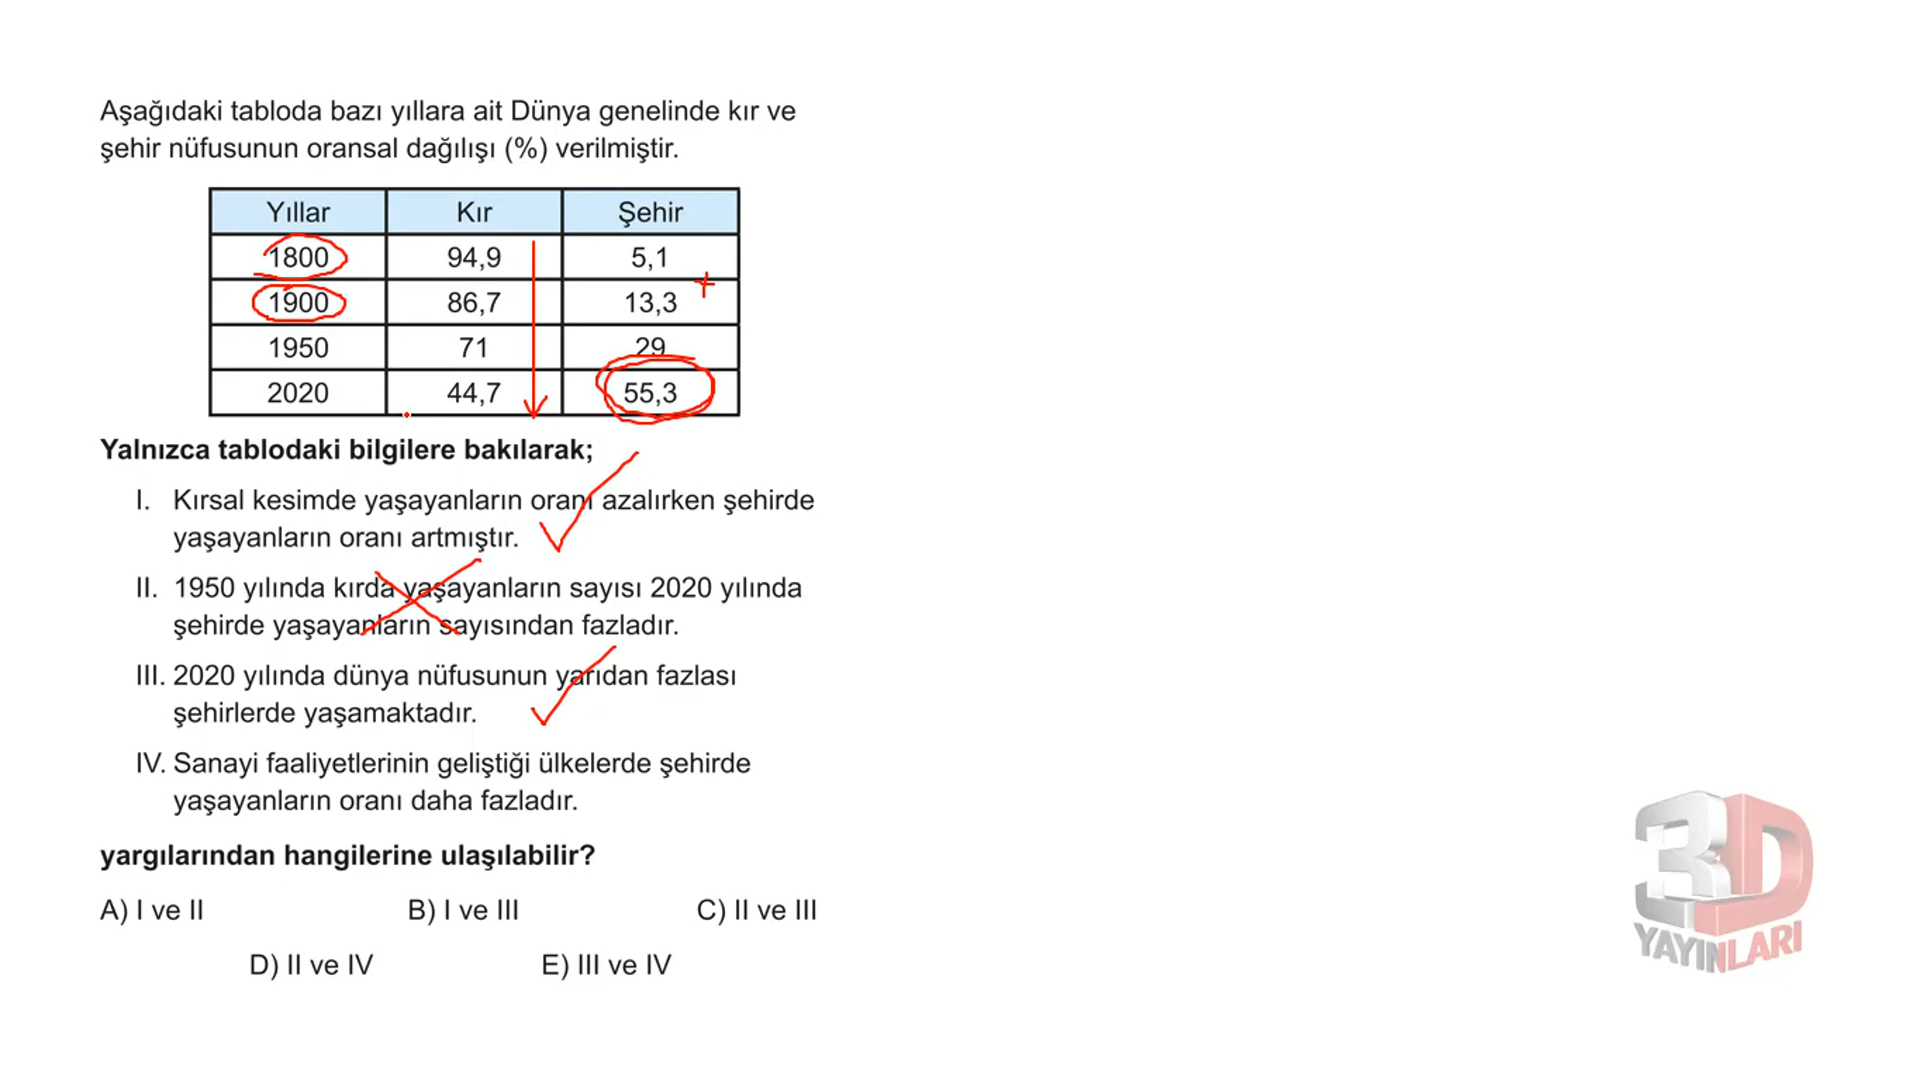 Aşağıdaki tabloda bazı yıllara ait Dünya genelinde kır ve
şehir nüfusunun oransal dağılışı (%) verilmiştir.
Yıllar Kır Şehir
1800 94,9 5,1
1900 86,7 13,3
1950 71 29
2020 44,7 55,3
Yalnızca tablodaki bilgilere bakılarak;
I. Kırsal kesimde yaşayanların oranı azalırken şehirde
yaşayanların oranı artmıştır.
II. 1950 yılında kırda yaşayanların sayısı 2020 yılında
şehirde yaşayanların sayısından fazladır.
III. 2020 yılında dünya nüfusunun yarıdan fazlası
şehirlerde yaşamaktadır.
IV. Sanayi faaliyetlerinin geliştiği ülkelerde şehirde
yaşayanların oranı daha fazladır.
yargılarından hangilerine ulaşılabilir?
A) I ve II B) I ve III C) II ve III
D) II ve IV E) III ve IV
3D
YAYINLARI